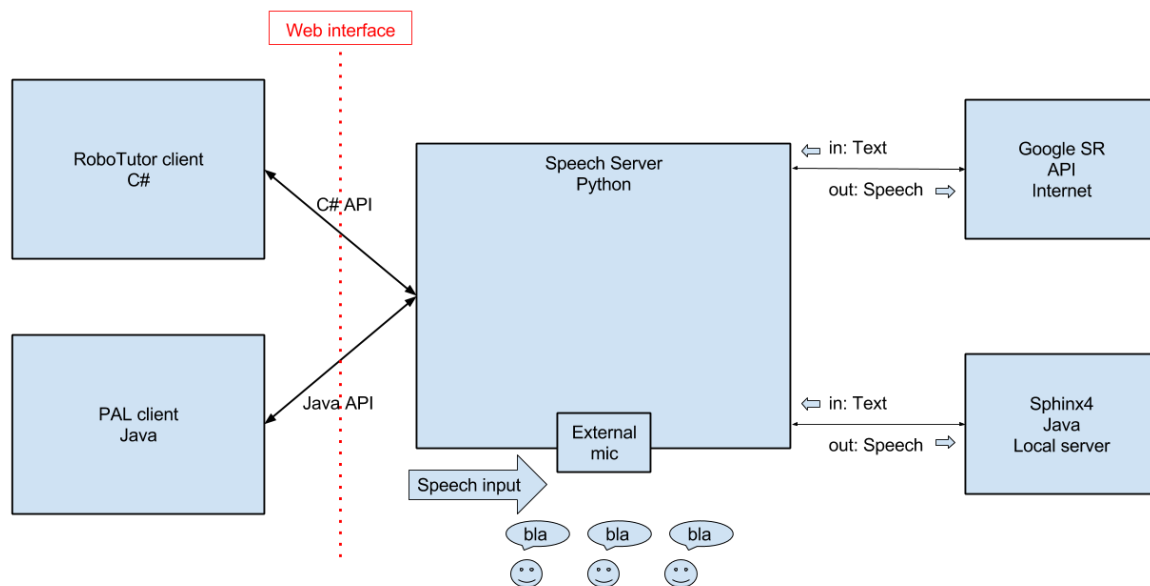 Web interface
RoboTutor client
C#
C# API
Speech Server
Python
in: Text
out: Speech
Google SR
API
Internet
PAL client
Java
Java API
External
mic
Speech input
in: Text
out: Speech
Sphinx4
Java
Local server
bla
bla
bla